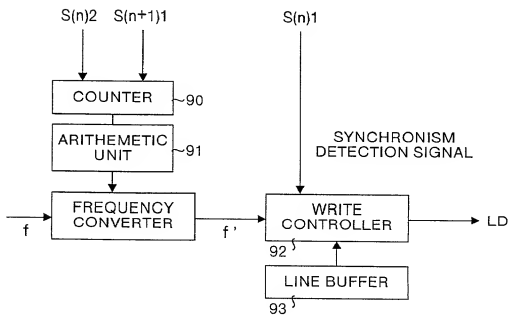 S(n)2 S(n+1)1 S(n)1
COUNTER 90
ARITHEMETIC
UNIT 91
SYNCHRONISM
DETECTION SIGNAL
FREQUENCY
CONVERTER
WRITE
CONTROLLER
f f' LD
92
LINE BUFFER
93